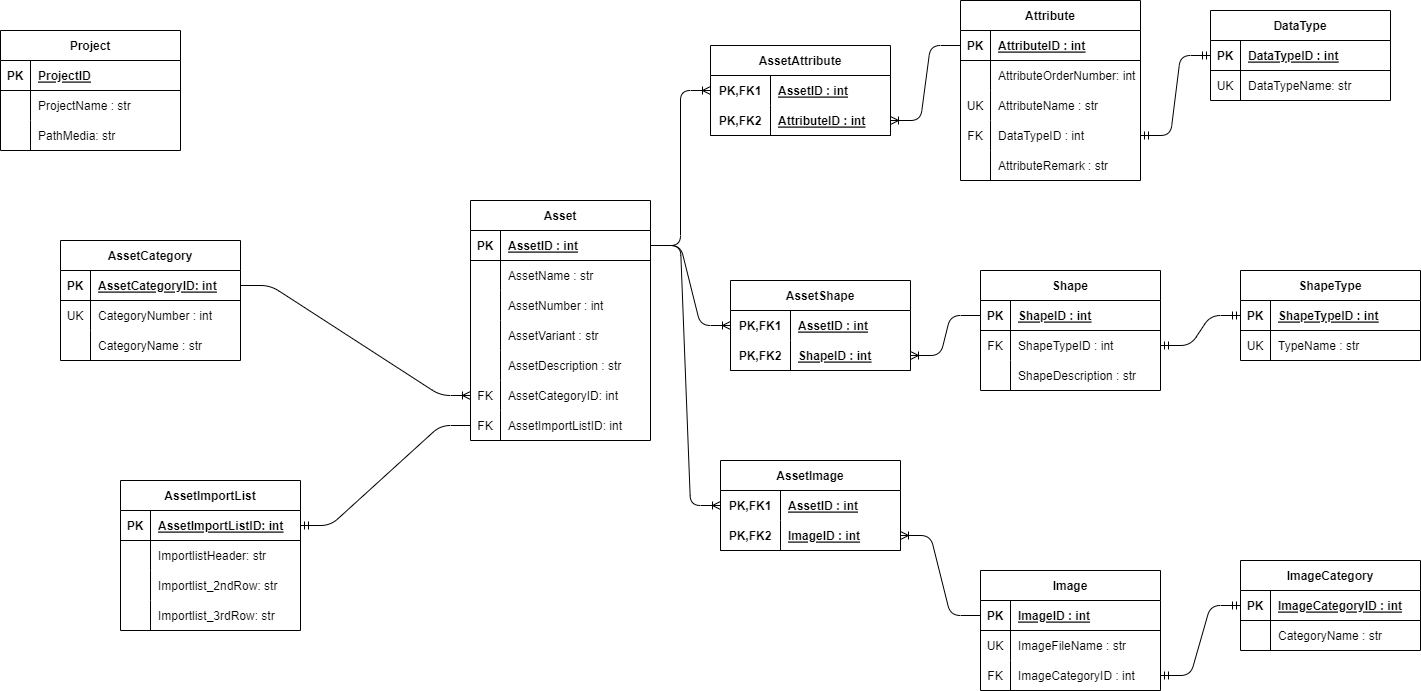 Project
PK ProjectID
ProjectName : str
PathMedia: str
AssetCategory
PK AssetCategoryID: int
UK CategoryNumber : int
CategoryName : str
AssetImportList
PK AssetImportListID: int
ImportlistHeader: str
Importlist_2ndRow: str
Importlist_3rdRow: str
Asset
PK AssetID : int
AssetName : str
AssetNumber : int
AssetVariant : str
AssetDescription : str
FK AssetCategoryID: int
FK AssetImportListID: int
AssetAttribute
PK,FK1 AssetID : int
PK,FK2 AttributeID : int
Attribute
PK AttributeID : int
AttributeOrderNumber: int
UK AttributeName : str
FK DataTypeID : int
AttributeRemark : str
DataType
PK DataTypeID : int
UK DataTypeName: str
AssetShape
PK,FK1 AssetID : int
PK,FK2 ShapeID : int
Shape
PK ShapeID : int
FK ShapeTypeID : int
ShapeDescription : str
ShapeType
PK ShapeTypeID : int
UK TypeName : str
AssetImage
PK,FK1 AssetID : int
PK,FK2 ImageID : int
Image
PK ImageID : int
UK ImageFileName : str
FK ImageCategoryID : int
ImageCategory
PK ImageCategoryID : int
CategoryName : str